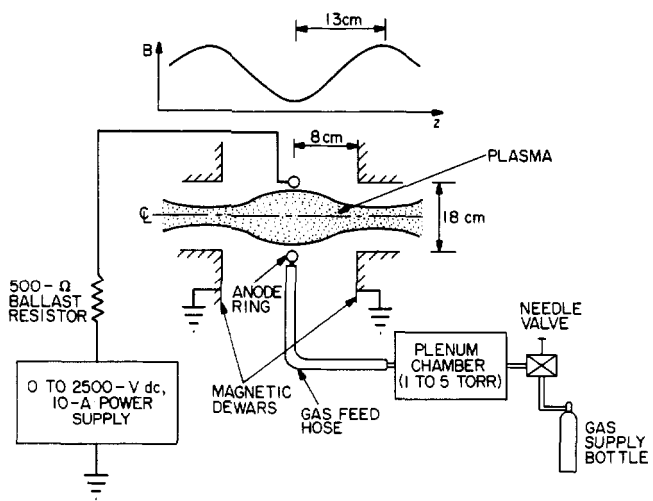 13cm
B
z
8cm
PLASMA
℄
18 cm
500-Ω
BALLAST
RESISTOR
ANODE
RING
NEEDLE
VALVE
PLENUM
CHAMBER
(1 TO 5 TORR)
0 TO 2500-V dc,
10-A POWER
SUPPLY
MAGNETIC
DEWARS
GAS FEED
HOSE
GAS
SUPPLY
BOTTLE